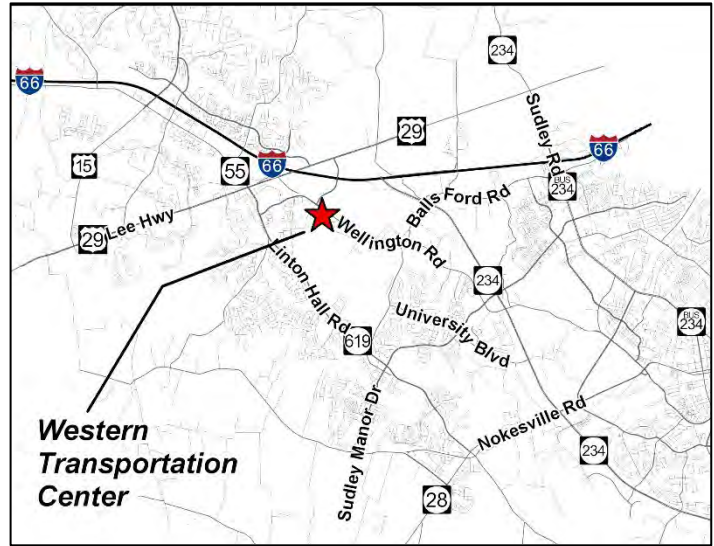 234
Sudley Rd
66
29
66
15
55
BUS
234
Balls Ford Rd
Lee Hwy
29
Wellington Rd
Linton Hall Rd
234
University Blvd
BUS
234
619
Western
Transportation
Center
Sudley Manor Dr
Nokesville Rd
234
28
66